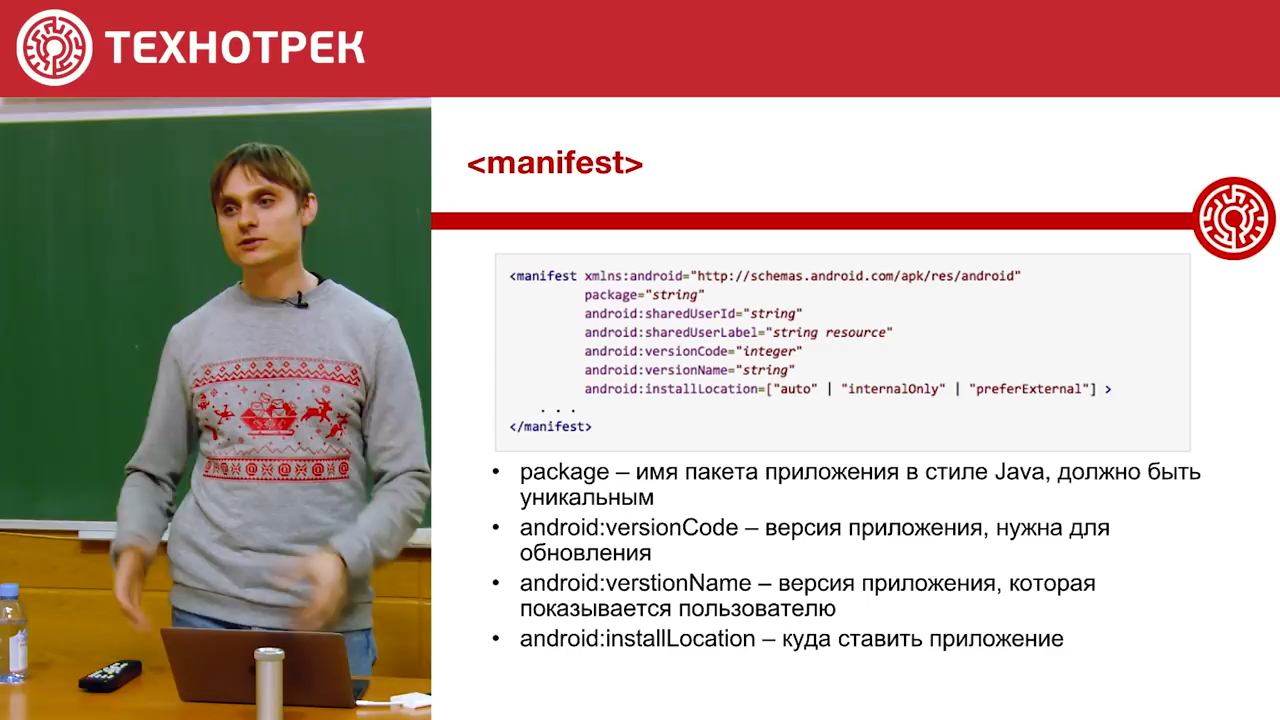 ТЕХНОТРЕК
<manifest>
<manifest xmlns:android="http://schemas.android.com/apk/res/android"
package="string"
android:sharedUserId="string"
android:sharedUserLabel="string resource"
android:versionCode="integer"
android:versionName="string"
android:installLocation=["auto" | "internalOnly" | "preferExternal"] >
. . .
</manifest>
• package – имя пакета приложения в стиле Java, должно быть
уникальным
• android:versionCode – версия приложения, нужна для
обновления
• android:verstionName – версия приложения, которая
показывается пользователю
• android:installLocation – куда ставить приложение